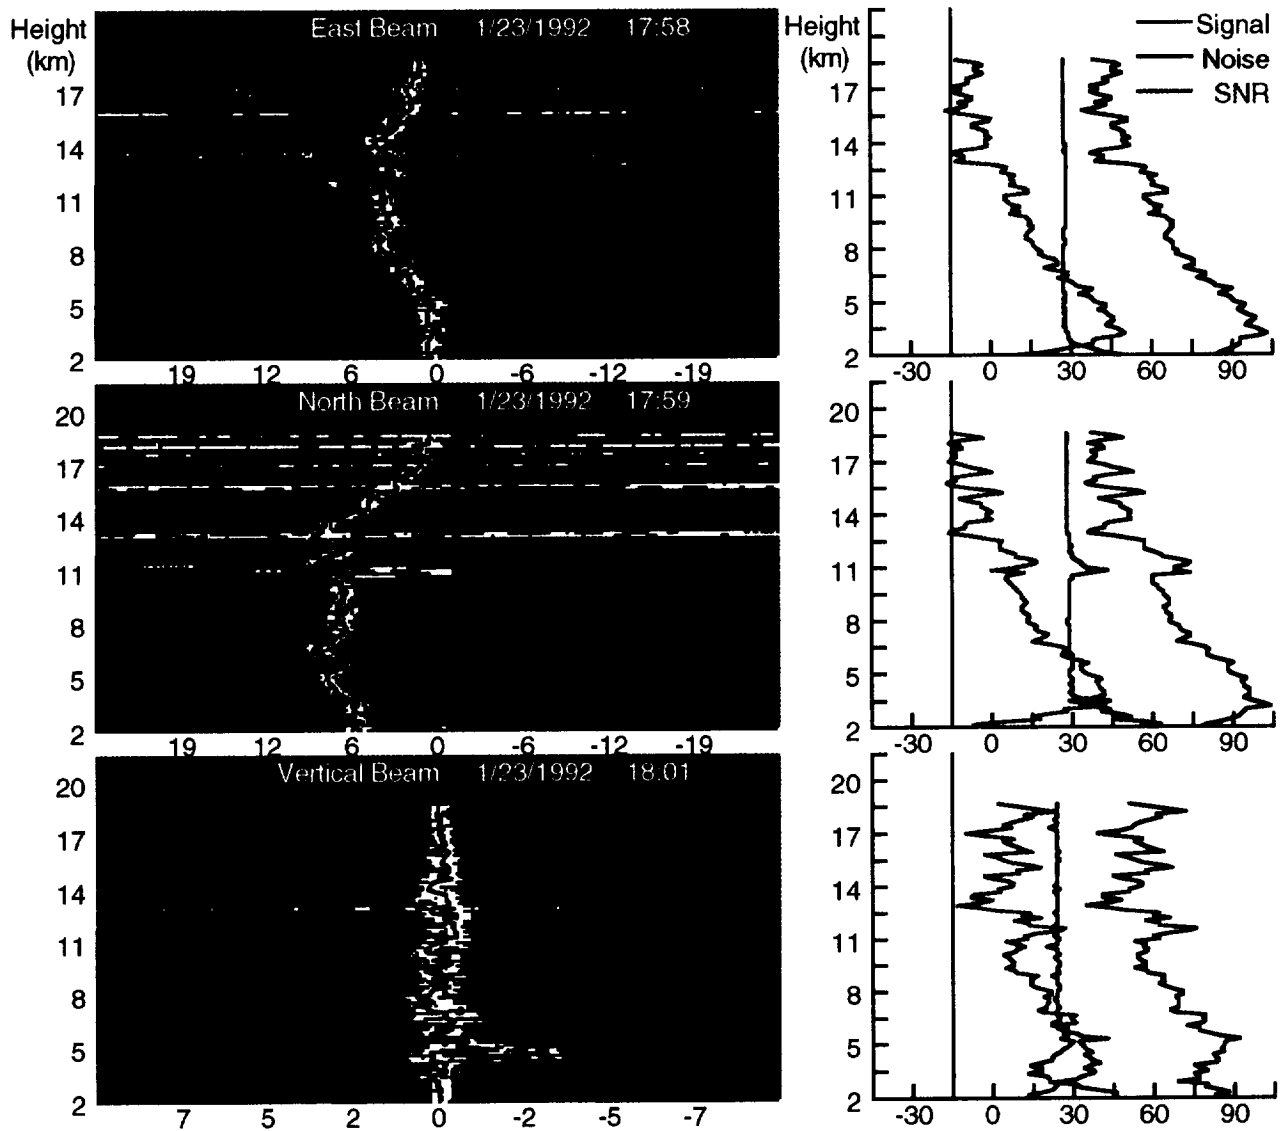 Height
(km)
East Beam 1/23/1992 17:58
17
14
11
8
5
2
19 12 6 0 -6 -12 -19
Height
(km)
Signal
Noise
SNR
17
14
11
8
5
2
-30 0 30 60 90
North Beam 1/23/1992 17:59
20
17
14
11
8
5
2
19 12 6 0 -6 -12 -19
20
17
14
11
8
5
2
-30 0 30 60 90
Vertical Beam 1/23/1992 18:01
20
17
14
11
8
5
2
7 5 2 0 -2 -5 -7
17
14
11
8
5
2
-30 0 30 60 90